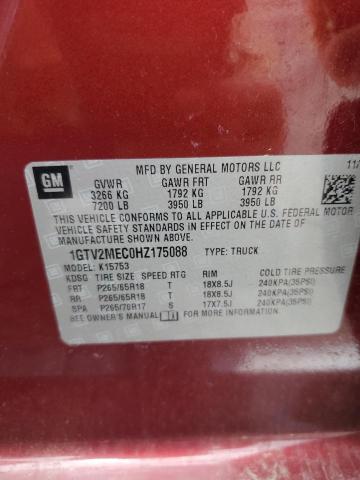 GM
MFD BY GENERAL MOTORS LLC 11/
GVWR GAWR FRT GAWR RR
3266 KG 1792 KG 1792 KG
7200 LB 3950 LB 3950 LB
THIS VEHICLE CONFORMS TO ALL APPLICABLE U.S. FEDERAL MOTOR
VEHICLE SAFETY STANDARDS IN EFFECT ON THE DATE OF
MANUFACTURE SHOWN ABOVE.
1GTV2MEC0HZ175088 TYPE: TRUCK
MODEL: K15753
KDSG TIRE SIZE SPEED RTG RIM COLD TIRE PRESSURE
FRT P265/65R18 T 18X8.5J 240KPA(35PSI)
RR P265/65R18 T 18X8.5J 240KPA(35PSI)
SPA P265/70R17 S 17X7.5J 240KPA(35PSI)
SEE OWNER'S MANUAL